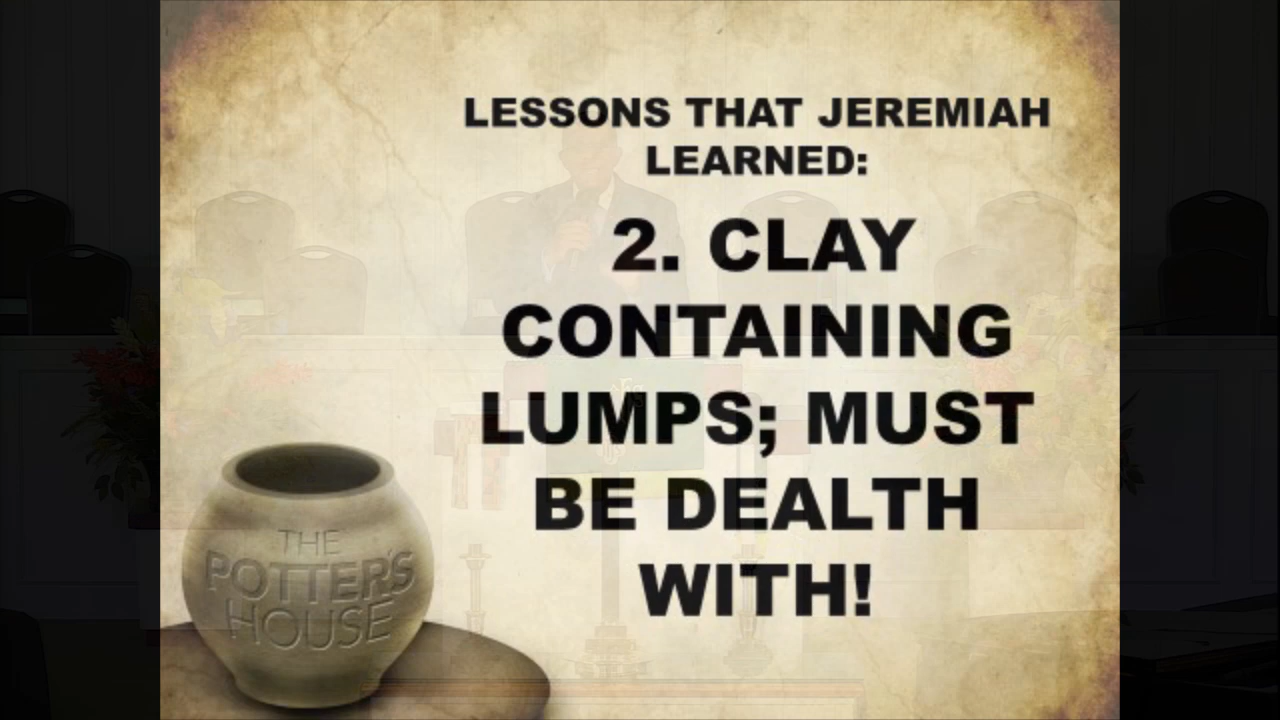 LESSONS THAT JEREMIAH
LEARNED:
2. CLAY
CONTAINING
LUMPS; MUST
BE DEALTH
WITH!
THE
POTTER'S
HOUSE